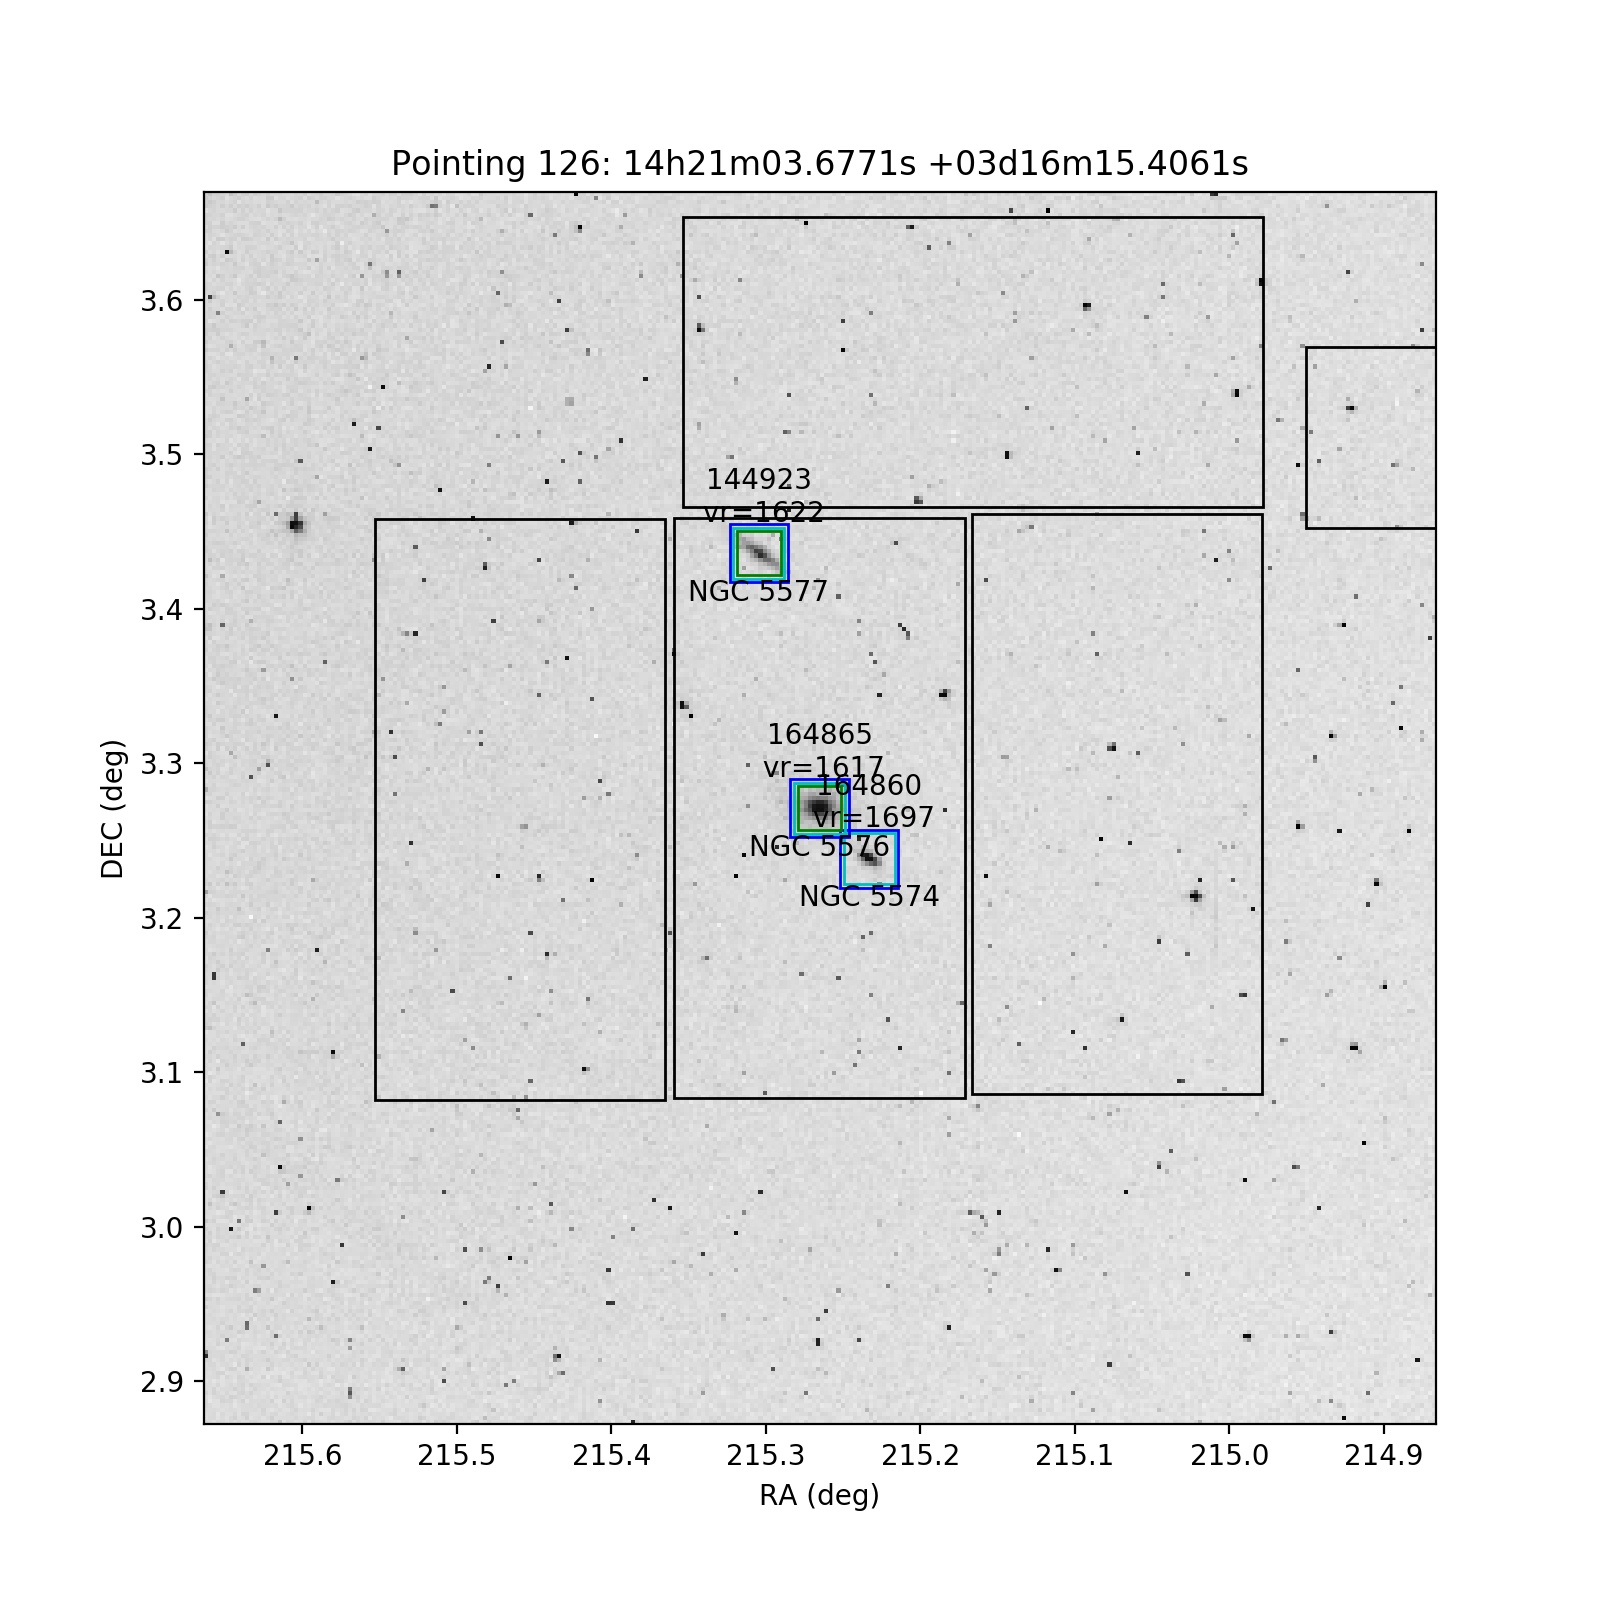 Pointing 126: 14h21m03.6771s +03d16m15.4061s
3.6
3.5
3.4
3.3
3.2
3.1
3.0
2.9
DEC (deg)
144923
vr=1622
NGC 5577
164865
vr=1617
164860
vr=1697
NGC 5576
NGC 5574
215.6 215.5 215.4 215.3 215.2 215.1 215.0 214.9
RA (deg)